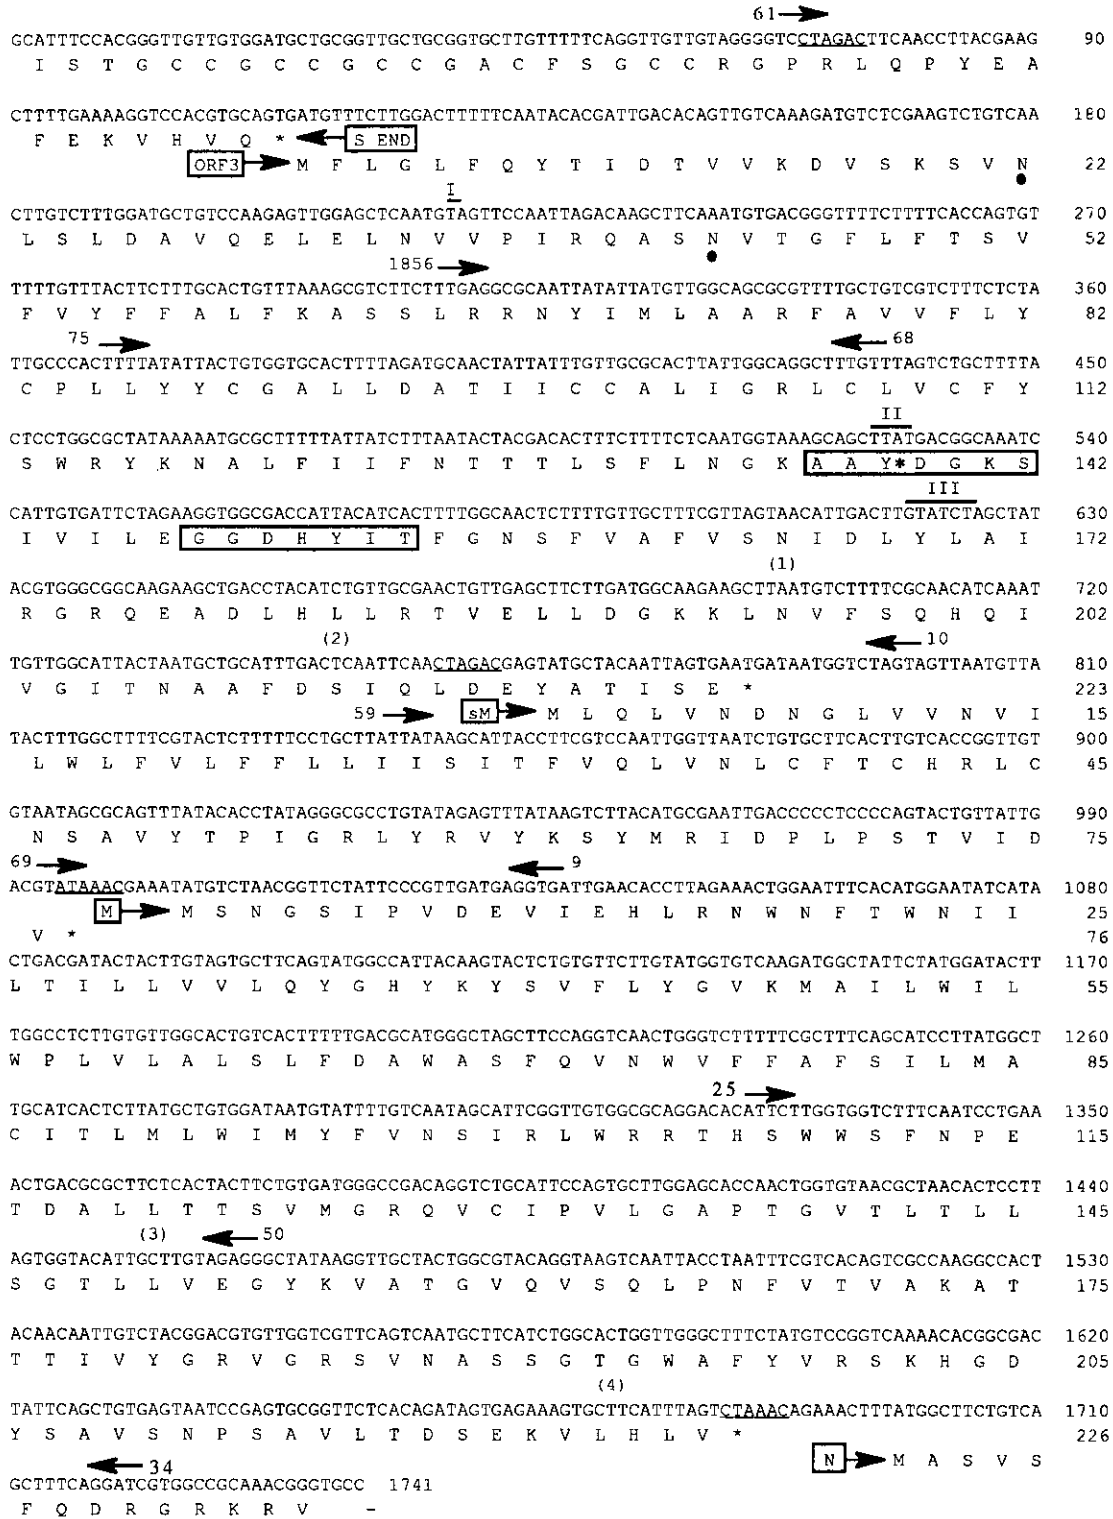 61
GCATTTCCACGGGTTGTTGTGGATGCTGCGGTTGCTGCGGTGCTTGTTTTTCAGGTTGTTGTAGGGGTCCTAGACTTCAACCTTACGAAG 90
I S T G C C G C C G C C G A C F S G C C R G P R L Q P Y E A
CTTTTGAAAAGGTCCACGTGCAGTGATGTTTCTTGGACTTTTTCAATACACGATTGACACAGTTGTCAAAGATGTCTCGAAGTCTGTCAA 180
F E K V H V Q * S END
ORF3 M F L G L F Q Y T I D T V V K D V S K S V N 22
I
CTTGTCTTTGGATGCTGTCCAAGAGTTGGAGCTCAATGTAGTTCCAATTAGACAAGCTTCAAATGTGACGGGTTTTCTTTTCACCAGTGT 270
L S L D A V Q E L E L N V V P I R Q A S N V T G F L F T S V 52
1856
TTTTGTTTACTTCTTTGCACTGTTTAAAGCGTCTTCTTTGAGGCGCAATTATATTATGTTGGCAGCGCGTTTTGCTGTCGTCTTTCTCTA 360
F V Y F F A L F K A S S L R R N Y I M L A A R F A V V F L Y 82
75 68
TTGCCCACTTTTATATTACTGTGGTGCACTTTTAGATGCAACTATTATTTGTTGCGCACTTATTGGCAGGCTTTGTTTAGTCTGCTTTTA 450
C P L L Y Y C G A L L D A T I I C C A L I G R L C L V C F Y 112
II
CTCCTGGCGCTATAAAAATGCGCTTTTTATTATCTTTAATACTACGACACTTTCTTTTCTCAATGGTAAAGCAGCTTATGACGGCAAATC 540
S W R Y K N A L F I I F N T T T L S F L N G K A A Y * D G K S 142
III
CATTGTGATTCTAGAAGGTGGCGACCATTACATCACTTTTGGCAACTCTTTTGTTGCTTTCGTTAGTAACATTGACTTGTATCTAGCTAT 630
I V I L E G G D H Y I T F G N S F V A F V S N I D L Y L A I 172
(1)
ACGTGGGCGGCAAGAAGCTGACCTACATCTGTTGCGAACTGTTGAGCTTCTTGATGGCAAGAAGCTTAATGTCTTTTCGCAACATCAAAT 720
R G R Q E A D L H L L R T V E L L D G K K L N V F S Q H Q I 202
(2) 10
TGTTGGCATTACTAATGCTGCATTTGACTCAATTCAACTAGACGAGTATGCTACAATTAGTGAATGATAATGGTCTAGTAGTTAATGTTA 810
V G I T N A A F D S I Q L D E Y A T I S E * 223
59 sM M L Q L V N D N G L V V N V I 15
TACTTTGGCTTTTCGTACTCTTTTTCCTGCTTATTATAAGCATTACCTTCGTCCAATTGGTTAATCTGTGCTTCACTTGTCACCGGTTGT 900
L W L F V L F F L L I I S I T F V Q L V N L C F T C H R L C 45
GTAATAGCGCAGTTTATACACCTATAGGGCGCCTGTATAGAGTTTATAAGTCTTACATGCGAATTGACCCCCTCCCCAGTACTGTTATTG 990
N S A V Y T P I G R L Y R V Y K S Y M R I D P L P S T V I D 75
69 9
ACGTATAAACGAAATATGTCTAACGGTTCTATTCCCGTTGATGAGGTGATTGAACACCTTAGAAACTGGAATTTCACATGGAATATCATA 1080
M M S N G S I P V D E V I E H L R N W N F T W N I I 25
V * 76
CTGACGATACTACTTGTAGTGCTTCAGTATGGCCATTACAAGTACTCTGTGTTCTTGTATGGTGTCAAGATGGCTATTCTATGGATACTT 1170
L T I L L V V L Q Y G H Y K Y S V F L Y G V K M A I L W I L 55
TGGCCTCTTGTGTTGGCACTGTCACTTTTTGACGCATGGGCTAGCTTCCAGGTCAACTGGGTCTTTTTCGCTTTCAGCATCCTTATGGCT 1260
W P L V L A L S L F D A W A S F Q V N W V F F A F S I L M A 85
25
TGCATCACTCTTATGCTGTGGATAATGTATTTTGTCAATAGCATTCGGTTGTGGCGCAGGACACATTCTTGGTGGTCTTTCAATCCTGAA 1350
C I T L M L W I M Y F V N S I R L W R R T H S W W S F N P E 115
ACTGACGCGCTTCTCACTACTTCTGTGATGGGCCGACAGGTCTGCATTCCAGTGCTTGGAGCACCAACTGGTGTAACGCTAACACTCCTT 1440
T D A L L T T S V M G R Q V C I P V L G A P T G V T L T L L 145
(3) 50
AGTGGTACATTGCTTGTAGAGGGCTATAAGGTTGCTACTGGCGTACAGGTAAGTCAATTACCTAATTTCGTCACAGTCGCCAAGGCCACT 1530
S G T L L V E G Y K V A T G V Q V S Q L P N F V T V A K A T 175
ACAACAATTGTCTACGGACGTGTTGGTCGTTCAGTCAATGCTTCATCTGGCACTGGTTGGGCTTTCTATGTCCGGTCAAAACACGGCGAC 1620
T T I V Y G R V G R S V N A S S G T G W A F Y V R S K H G D 205
(4)
TATTCAGCTGTGAGTAATCCGAGTGCGGTTCTCACAGATAGTGAGAAAGTGCTTCATTTAGTCTAAACAGAAACTTTATGGCTTCTGTCA 1710
Y S A V S N P S A V L T D S E K V L H L V * 226
N M A S V S
34
GCTTTCAGGATCGTGGCCGCAAACGGGTGCC 1741
F Q D R G R K R V -